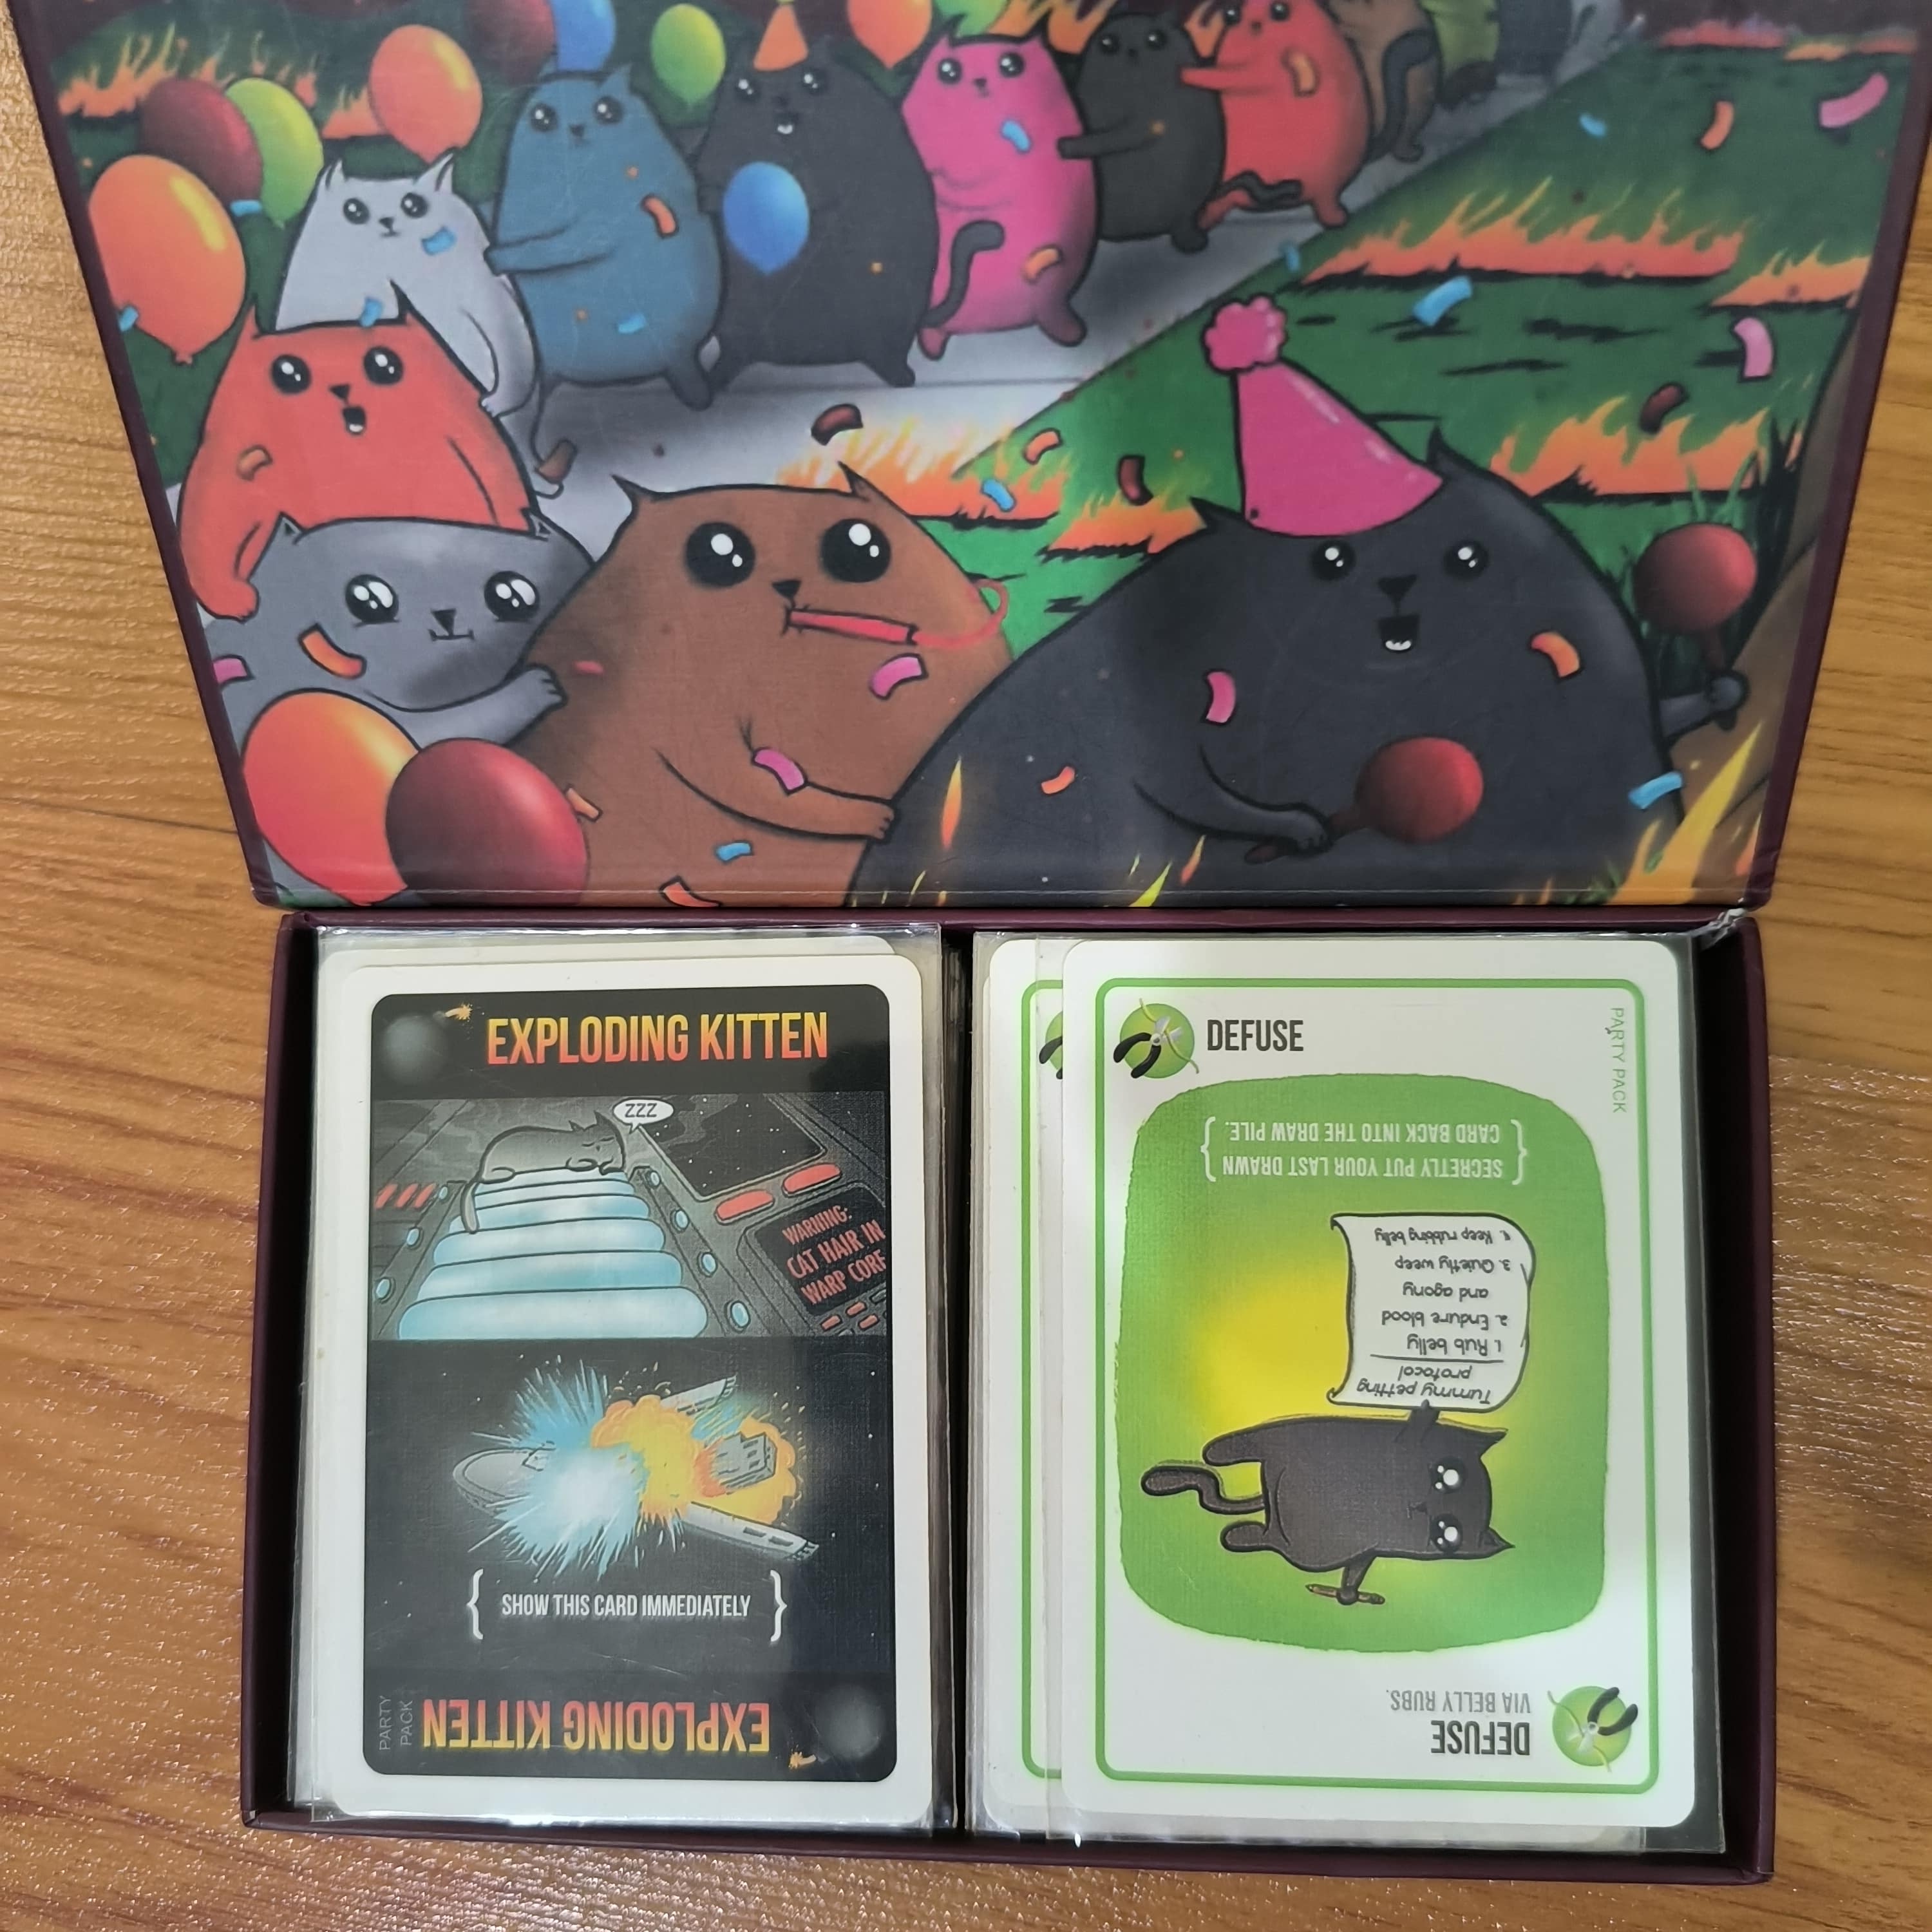 EXPLODING KITTEN
ZZZ
WARNING:
CAT HAIR IN
WARP CORE
{ SHOW THIS CARD IMMEDIATELY }
PARTY
PACK
EXPLODING KITTEN
DEFUSE
PARTY PACK
DEFUSE
VIA BELLY RUBS.
Tummy petting
protocol
1. Rub belly
2. Endure blood
and agony
3. Quietly weep
4. Keep rubbing belly
{ SECRETLY PUT YOUR LAST DRAWN
CARD BACK INTO THE DRAW PILE. }